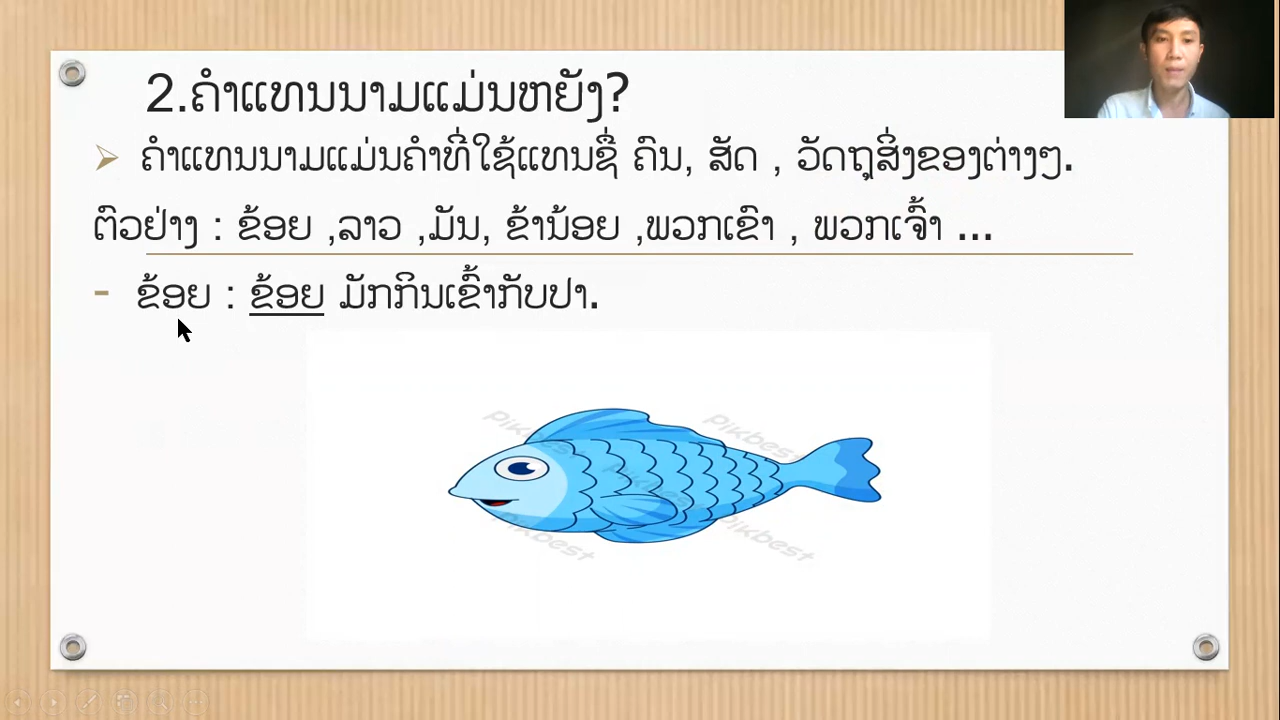 2.ຄຳແທນນາມແມ່ນຫຍັງ?
ຄຳແທນນາມແມ່ນຄຳທີ່ໃຊ້ແທນຊື່ ຄົນ, ສັດ , ວັດຖຸສິ່ງຂອງຕ່າງໆ.
ຕົວຢ່າງ : ຂ້ອຍ ,ລາວ ,ມັນ, ຂ້ານ້ອຍ ,ພວກເຂົາ , ພວກເຈົ້າ ...
- ຂ້ອຍ : ຂ້ອຍ ມັກກິນເຂົ້າກັບປາ.
Pikbest
Pikbest
Pikbest
Pikbest
Pikbest